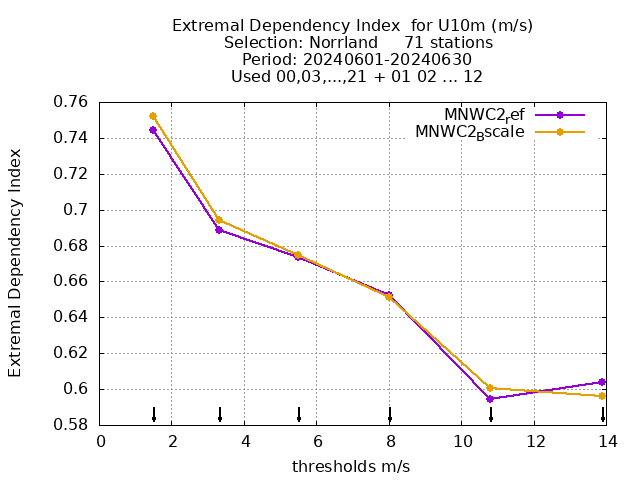 Extremal Dependency Index  for U10m (m/s)
Selection: Norrland     71 stations
Period: 20240601-20240630
Used 00,03,...,21 + 01 02 ... 12
MNWC2ref
MNWC2Bscale
Extremal Dependency Index
0.76
0.74
0.72
0.7
0.68
0.66
0.64
0.62
0.6
0.58
0 2 4 6 8 10 12 14
thresholds m/s